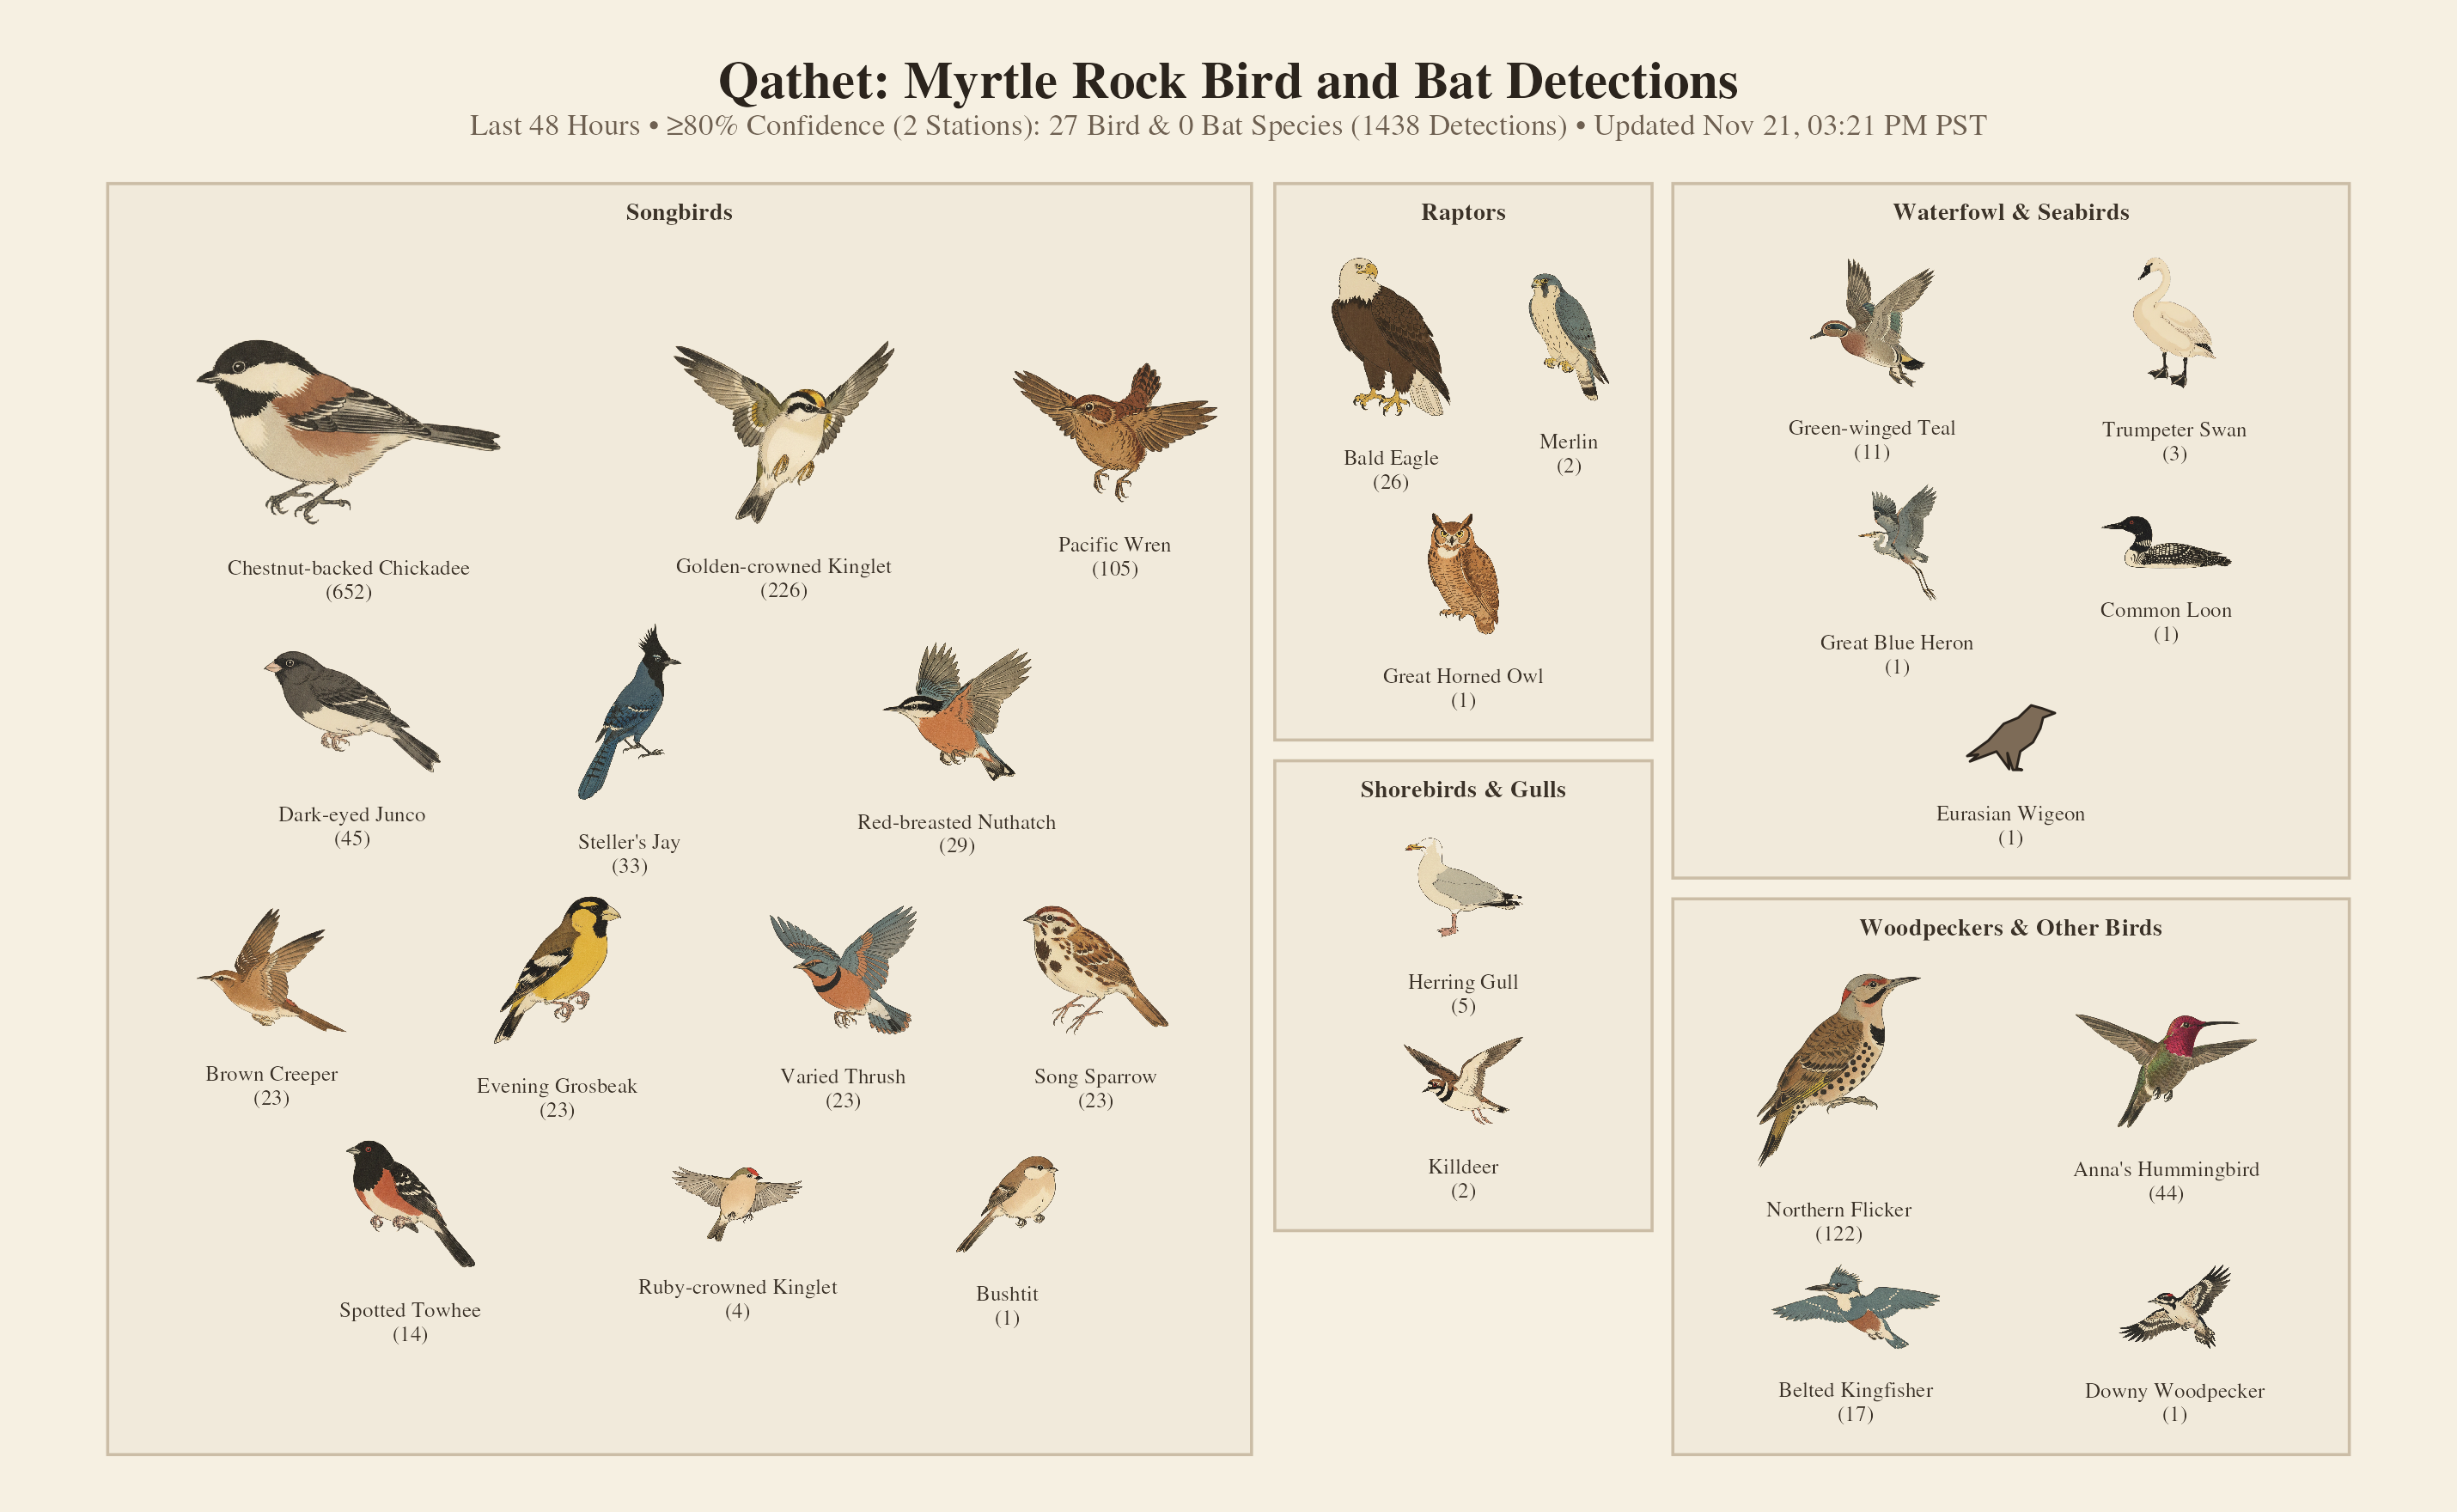 Qathet: Myrtle Rock Bird and Bat Detections
Last 48 Hours • ≥80% Confidence (2 Stations): 27 Bird & 0 Bat Species (1438 Detections) • Updated Nov 21, 03:21 PM PST
Songbirds
Chestnut-backed Chickadee
(652)
Golden-crowned Kinglet
(226)
Pacific Wren
(105)
Dark-eyed Junco
(45)
Steller's Jay
(33)
Red-breasted Nuthatch
(29)
Brown Creeper
(23)
Evening Grosbeak
(23)
Varied Thrush
(23)
Song Sparrow
(23)
Spotted Towhee
(14)
Ruby-crowned Kinglet
(4)
Bushtit
(1)
Raptors
Bald Eagle
(26)
Merlin
(2)
Great Horned Owl
(1)
Shorebirds & Gulls
Herring Gull
(5)
Killdeer
(2)
Waterfowl & Seabirds
Green-winged Teal
(11)
Trumpeter Swan
(3)
Great Blue Heron
(1)
Common Loon
(1)
Eurasian Wigeon
(1)
Woodpeckers & Other Birds
Northern Flicker
(122)
Anna's Hummingbird
(44)
Belted Kingfisher
(17)
Downy Woodpecker
(1)